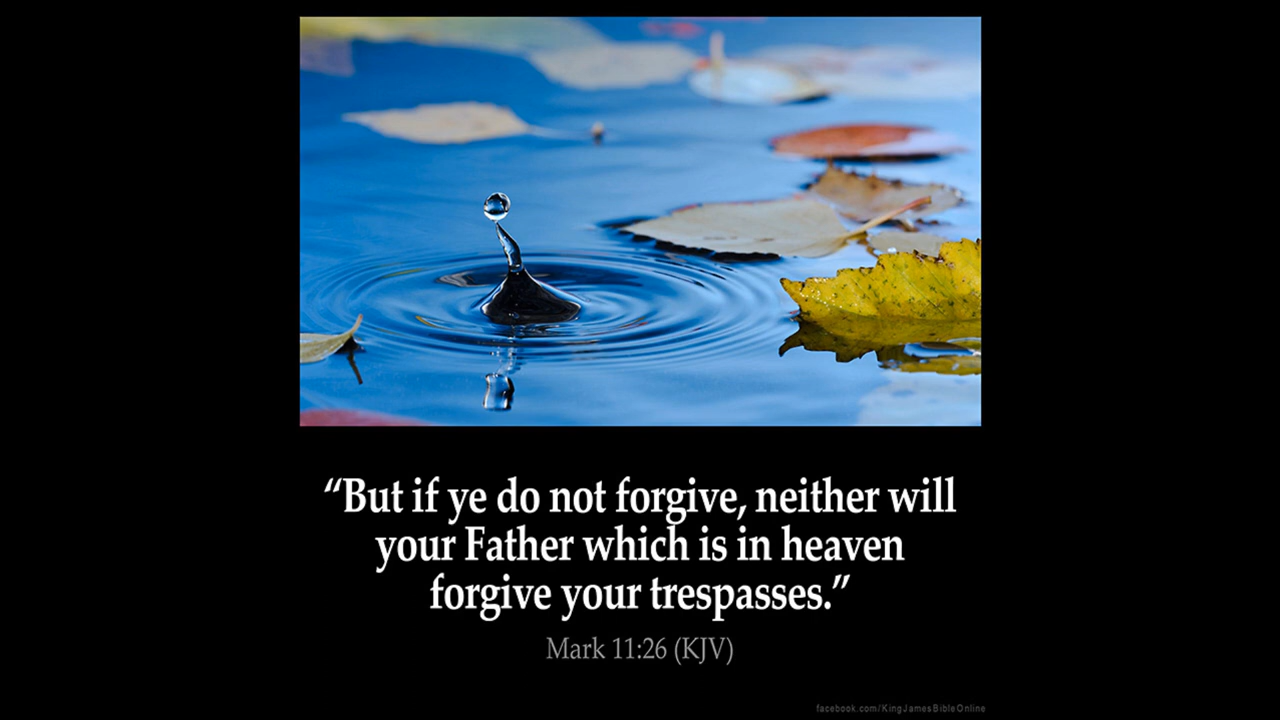 “But if ye do not forgive, neither will
your Father which is in heaven
forgive your trespasses.”
Mark 11:26 (KJV)
facebook.com/KingJamesBibleOnline